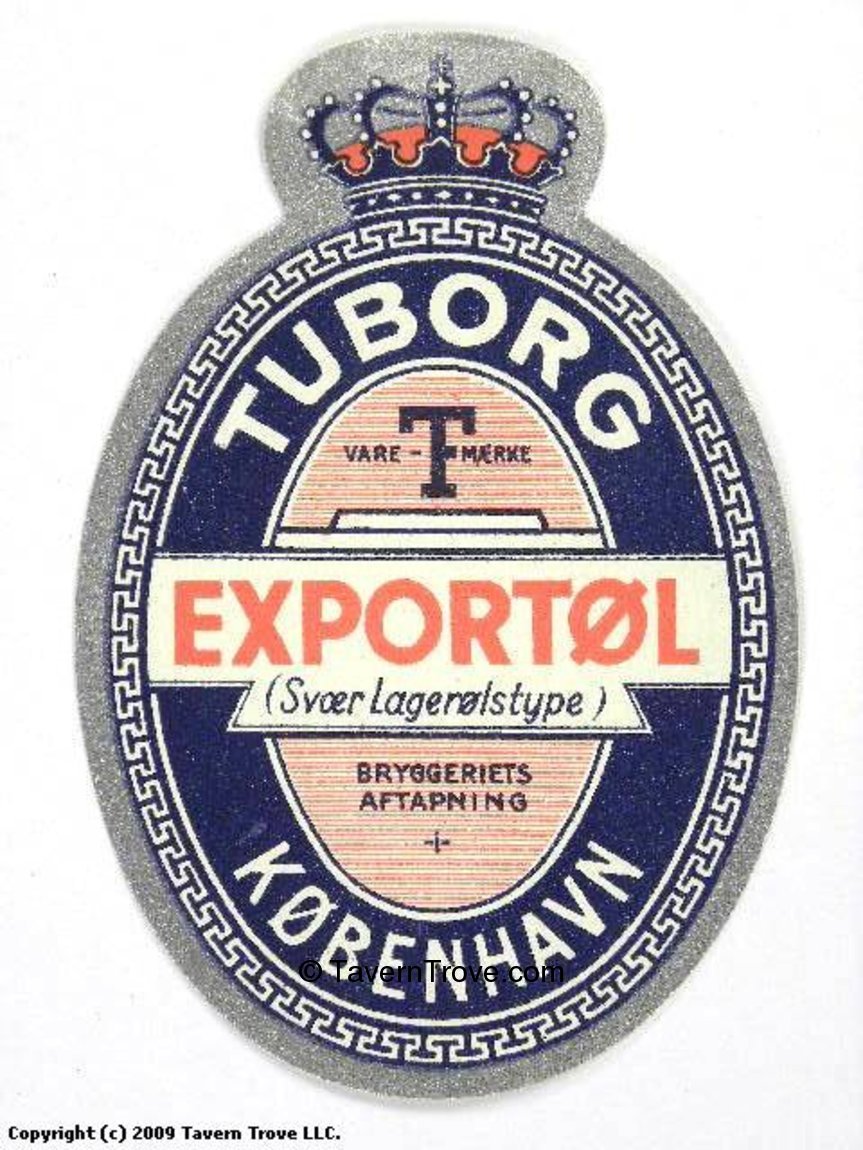 TUBORG
T
VARE - MÆRKE
EXPORTØL
(Svær Lagerølstype)
BRYGGERIETS
AFTAPNING
KØBENHAVN
© TavernTrove.com
Copyright (c) 2009 Tavern Trove LLC.